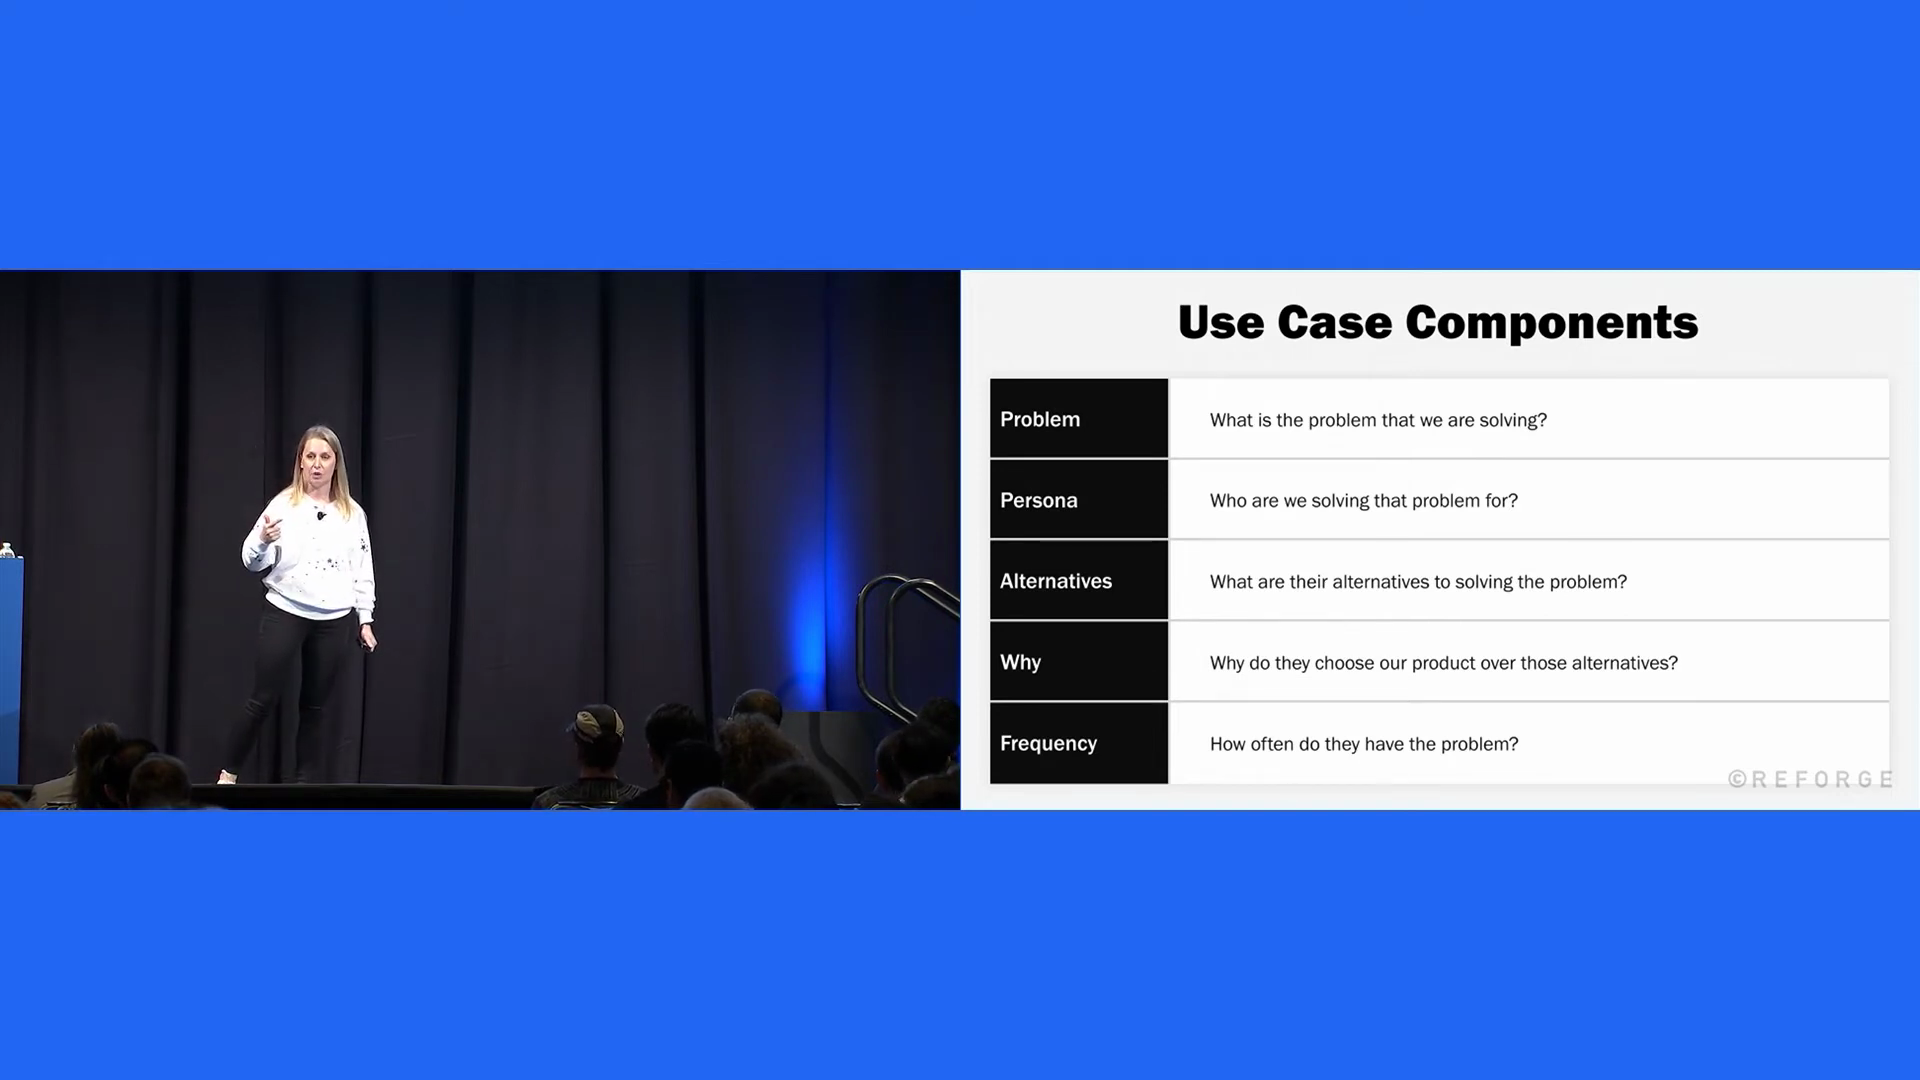 Use Case Components
Problem What is the problem that we are solving?
Persona Who are we solving that problem for?
Alternatives What are their alternatives to solving the problem?
Why Why do they choose our product over those alternatives?
Frequency How often do they have the problem?
©REFORGE